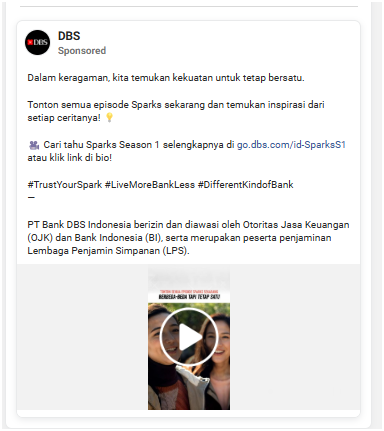 DBS
DBS
Sponsored
Dalam keragaman, kita temukan kekuatan untuk tetap bersatu.
Tonton semua episode Sparks sekarang dan temukan inspirasi dari
setiap ceritanya! 💡
🎥 Cari tahu Sparks Season 1 selengkapnya di go.dbs.com/id-SparksS1
atau klik link di bio!
#TrustYourSpark #LiveMoreBankLess #DifferentKindofBank
—
PT Bank DBS Indonesia berizin dan diawasi oleh Otoritas Jasa Keuangan
(OJK) dan Bank Indonesia (BI), serta merupakan peserta penjaminan
Lembaga Penjamin Simpanan (LPS).
BERBEDA-BEDA TAPI TETAP SATU